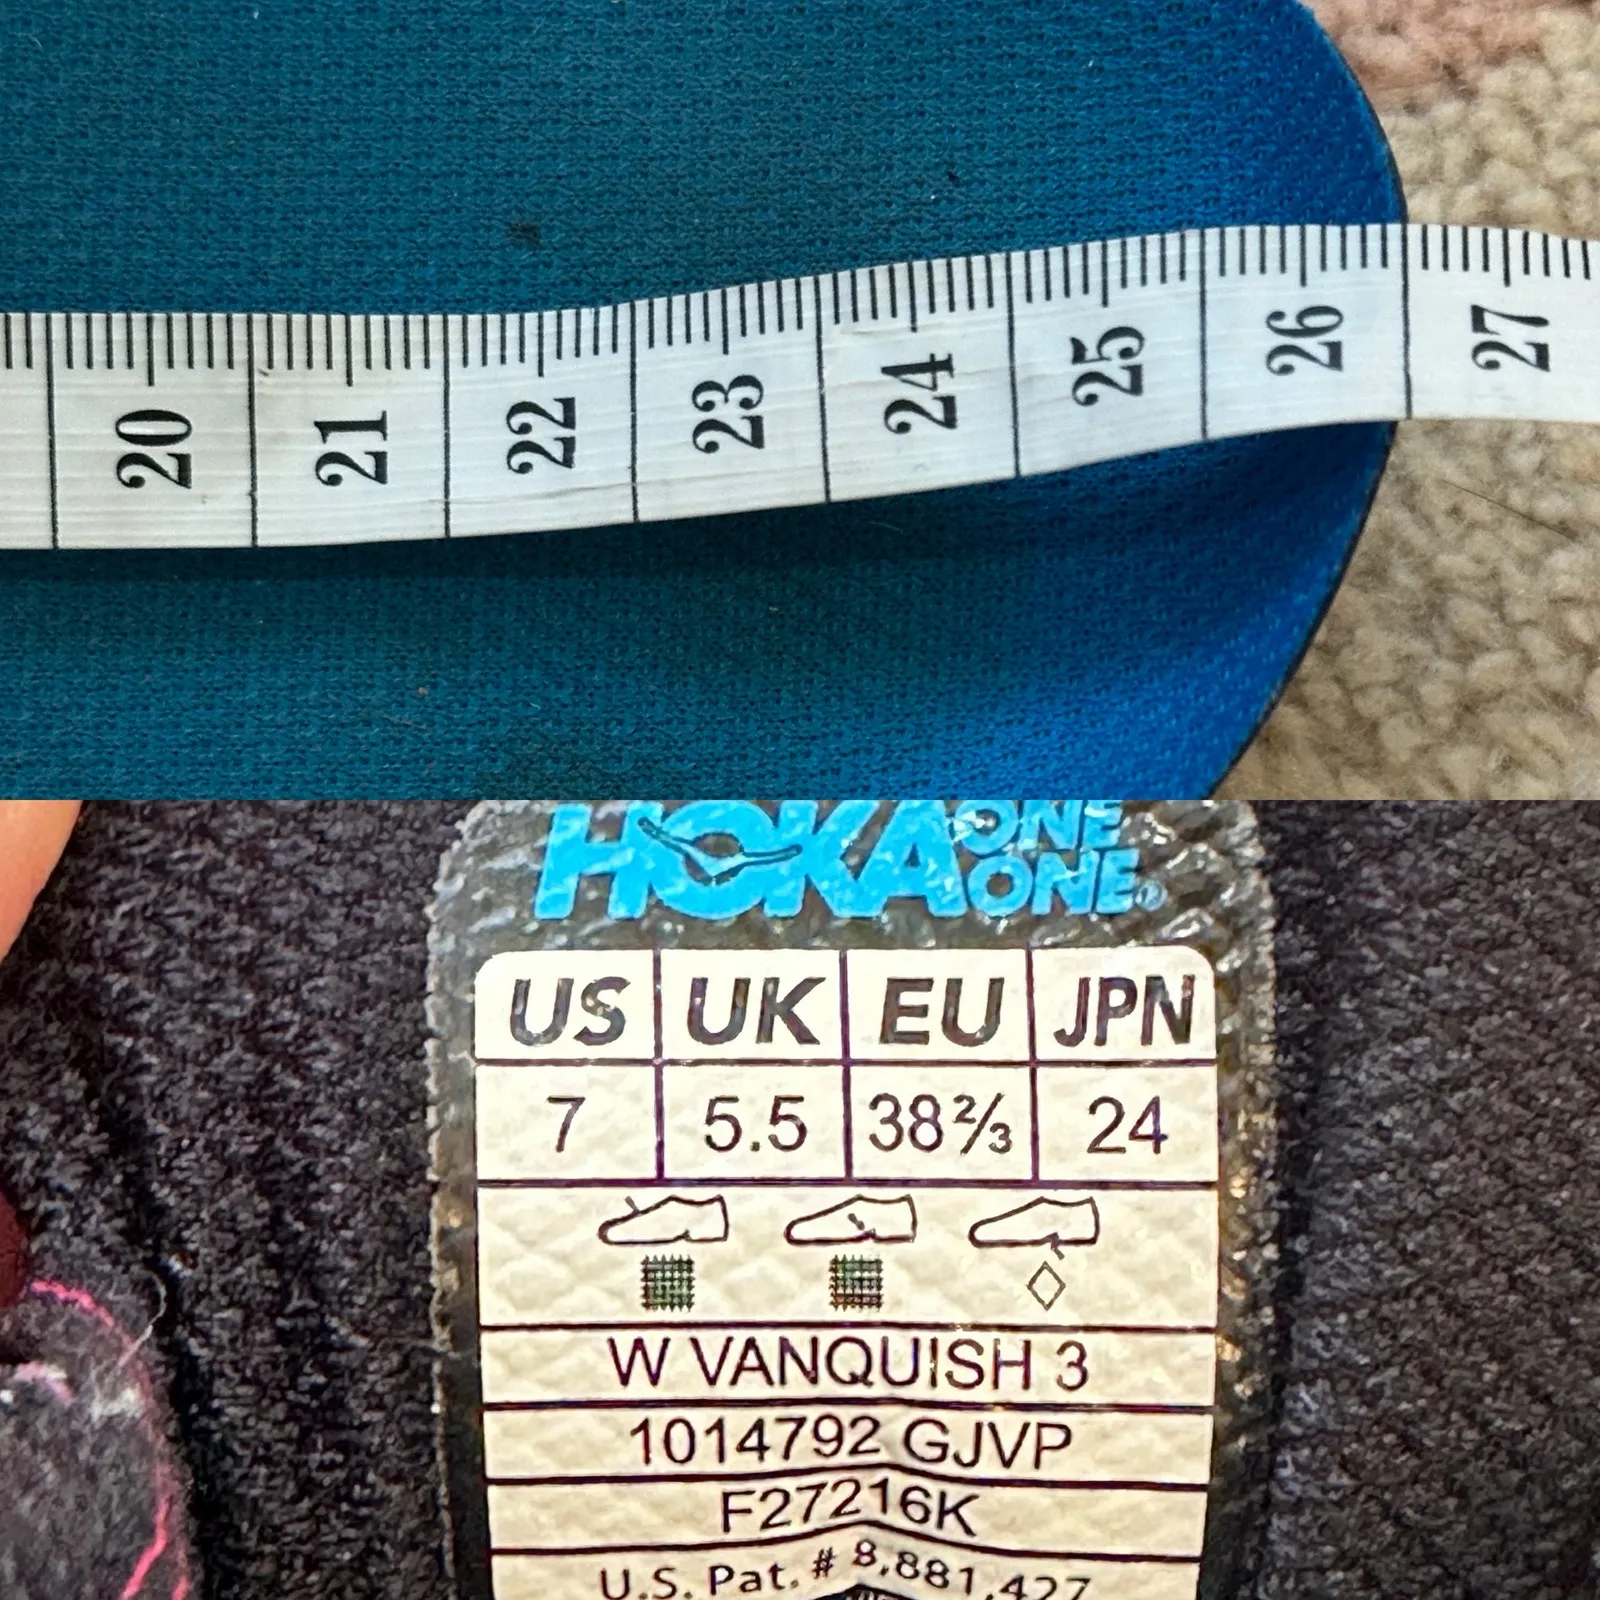 20 21 22 23 24 25 26 27
HOKA ONE ONE®
US UK EU JPN
7 5.5 38⅔ 24
W VANQUISH 3
1014792 GJVP
F27216K
U.S. Pat. # 8,881,427